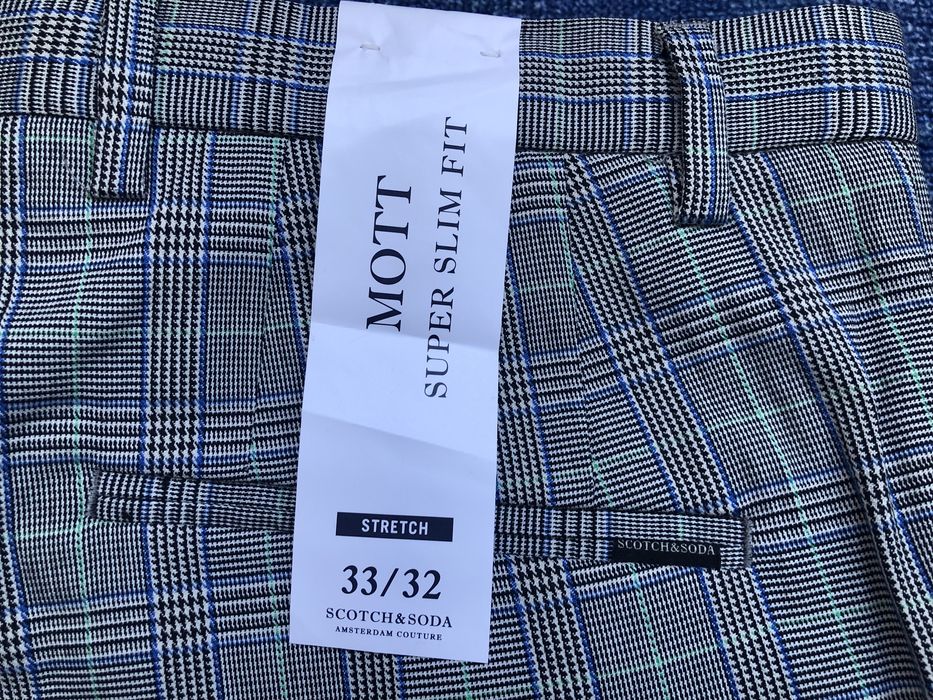 MOTT
SUPER SLIM FIT
STRETCH
33/32
SCOTCH&SODA
AMSTERDAM COUTURE
SCOTCH&SODA